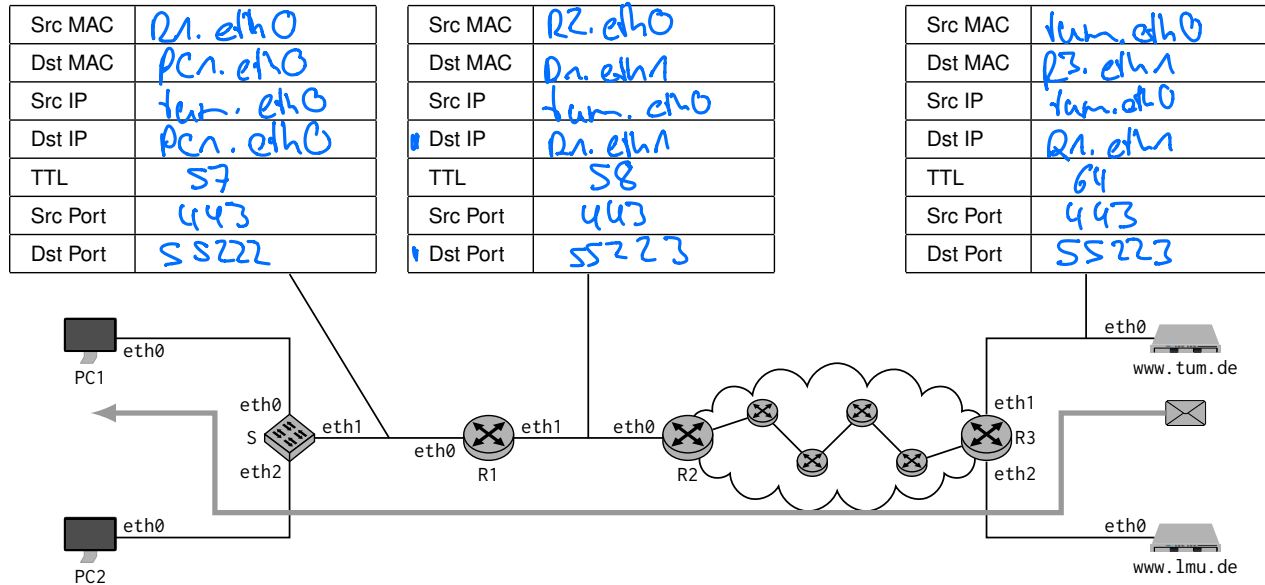 Src MAC R1.eth0
Dst MAC PC1.eth0
Src IP tum.eth0
Dst IP PC1.eth0
TTL 57
Src Port 443
Dst Port 55222
Src MAC R2.eth0
Dst MAC R1.eth1
Src IP tum.eth0
Dst IP R1.eth1
TTL 58
Src Port 443
Dst Port 55223
Src MAC tum.eth0
Dst MAC R3.eth1
Src IP tum.eth0
Dst IP R1.eth1
TTL 64
Src Port 443
Dst Port 55223
eth0
PC1
eth0
S
eth1
eth2
eth0
PC2
eth0
R1
eth1
eth0
R2
eth1
R3
eth2
eth0
www.tum.de
eth0
www.lmu.de